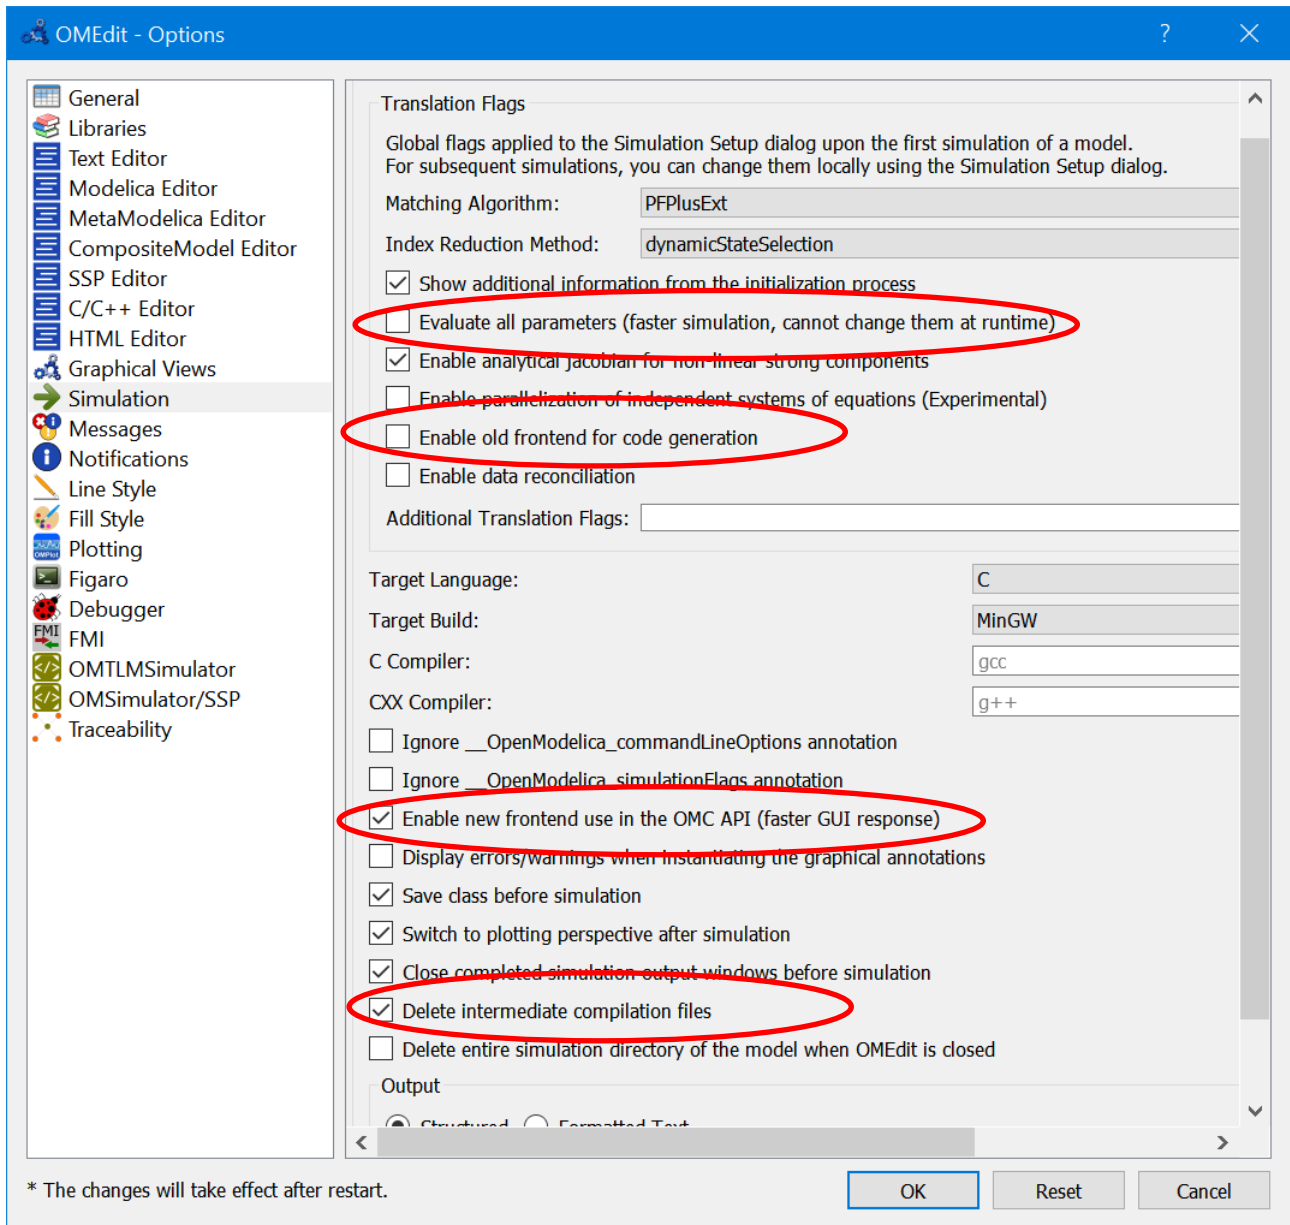 OMEdit - Options
?
General
Libraries
Text Editor
Modelica Editor
MetaModelica Editor
CompositeModel Editor
SSP Editor
C/C++ Editor
HTML Editor
Graphical Views
Simulation
Messages
Notifications
Line Style
Fill Style
OMPlot
Plotting
Figaro
Debugger
FMI
FMI
OMTLMSimulator
OMSimulator/SSP
Traceability
Translation Flags
Global flags applied to the Simulation Setup dialog upon the first simulation of a model.
For subsequent simulations, you can change them locally using the Simulation Setup dialog.
Matching Algorithm: PFPlusExt
Index Reduction Method: dynamicStateSelection
Show additional information from the initialization process
Evaluate all parameters (faster simulation, cannot change them at runtime)
Enable analytical jacobian for non-linear strong components
Enable parallelization of independent systems of equations (Experimental)
Enable old frontend for code generation
Enable data reconciliation
Additional Translation Flags:
Target Language: C
Target Build: MinGW
C Compiler: gcc
CXX Compiler: g++
Ignore __OpenModelica_commandLineOptions annotation
Ignore __OpenModelica_simulationFlags annotation
Enable new frontend use in the OMC API (faster GUI response)
Display errors/warnings when instantiating the graphical annotations
Save class before simulation
Switch to plotting perspective after simulation
Close completed simulation output windows before simulation
Delete intermediate compilation files
Delete entire simulation directory of the model when OMEdit is closed
Output
Structured Formatted Text
* The changes will take effect after restart.
OK Reset Cancel